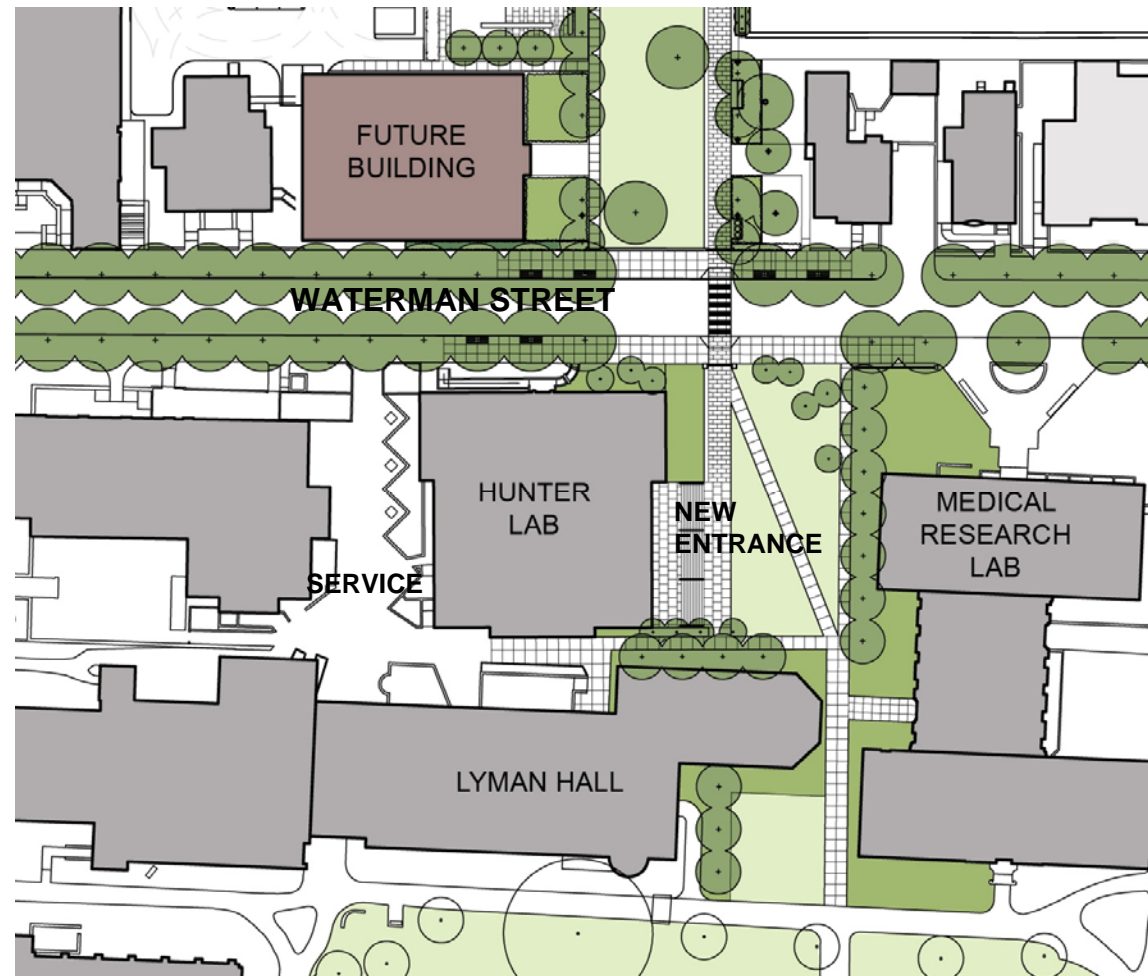 FUTURE
BUILDING
WATERMAN STREET
HUNTER
LAB
NEW
ENTRANCE
MEDICAL
RESEARCH
LAB
SERVICE
LYMAN HALL